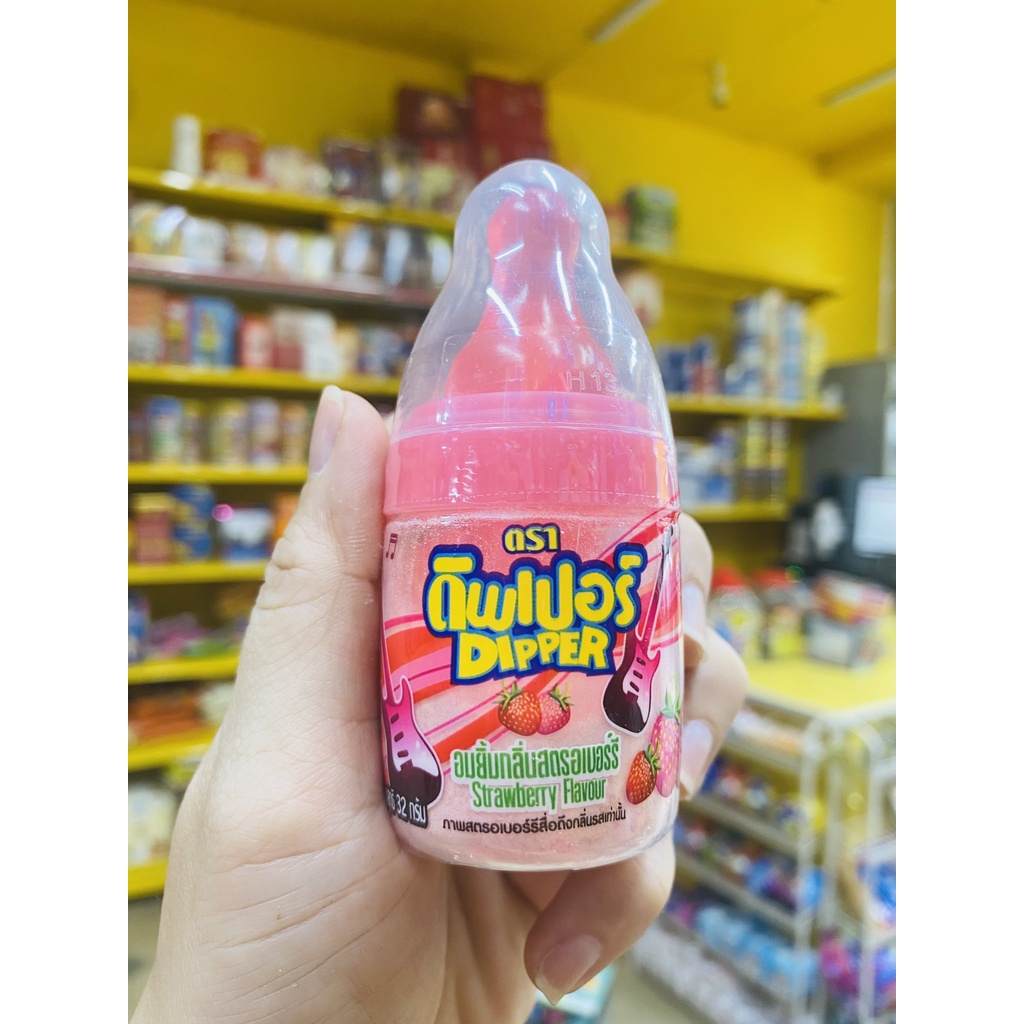 ตรา
ดิพเปอร์
DIPPER
อมยิ้มกลิ่นสตรอเบอร์รี
Strawberry Flavour
32 กรัม
ภาพสตรอเบอร์รีสื่อถึงกลิ่นรสเท่านั้น